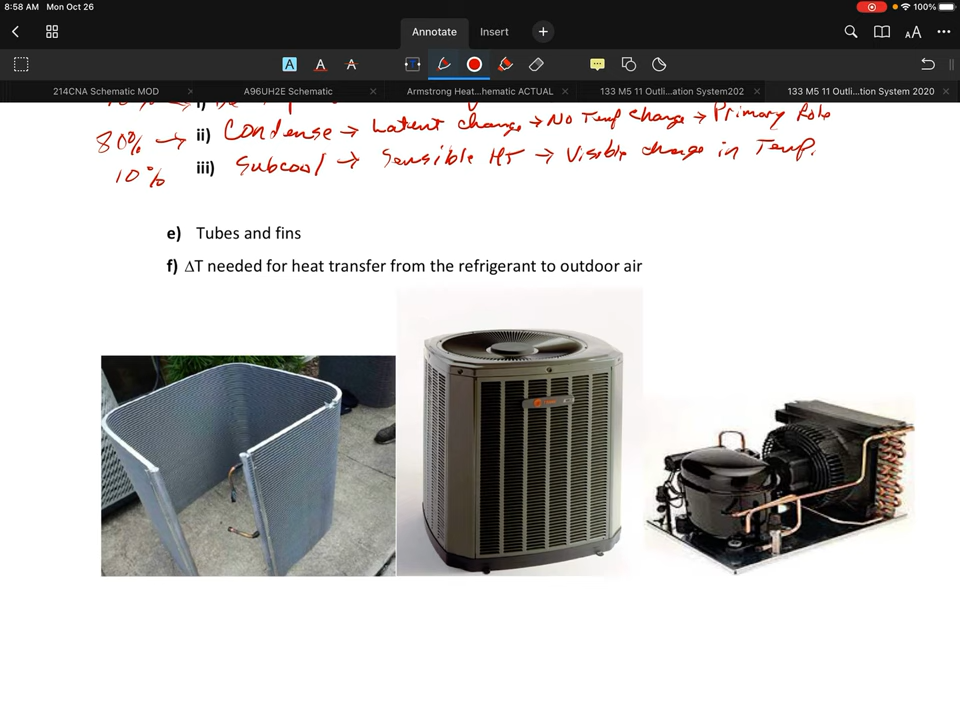 8:58 AM Mon Oct 26
100%
Annotate
Insert
214CNA Schematic MOD
A96UH2E Schematic
Armstrong Heat...hematic ACTUAL
133 M5 11 Outli...ation System202
133 M5 11 Outli...tion System 2020
80% → ii) Condense → Latent change → No Temp Change → Primary Role
10% iii) Subcool → Sensible HT → Visible change in Temp.
e) Tubes and fins
f) ΔT needed for heat transfer from the refrigerant to outdoor air